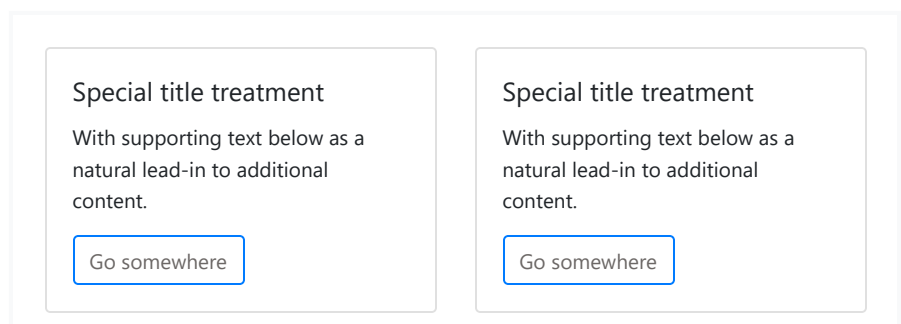 Special title treatment
With supporting text below as a
natural lead-in to additional
content.
Go somewhere
Special title treatment
With supporting text below as a
natural lead-in to additional
content.
Go somewhere